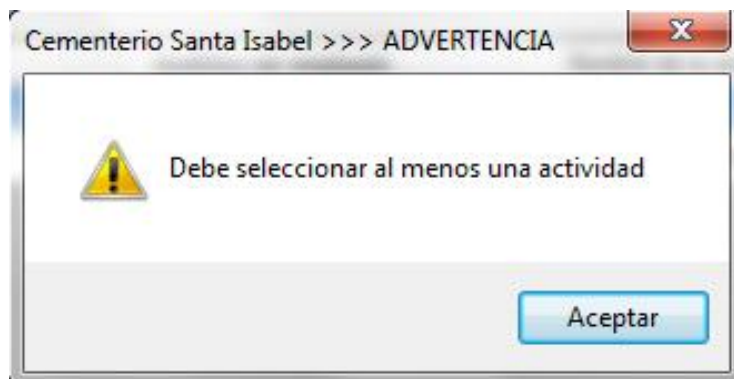 Cementerio Santa Isabel >>> ADVERTENCIA
Debe seleccionar al menos una actividad
Aceptar